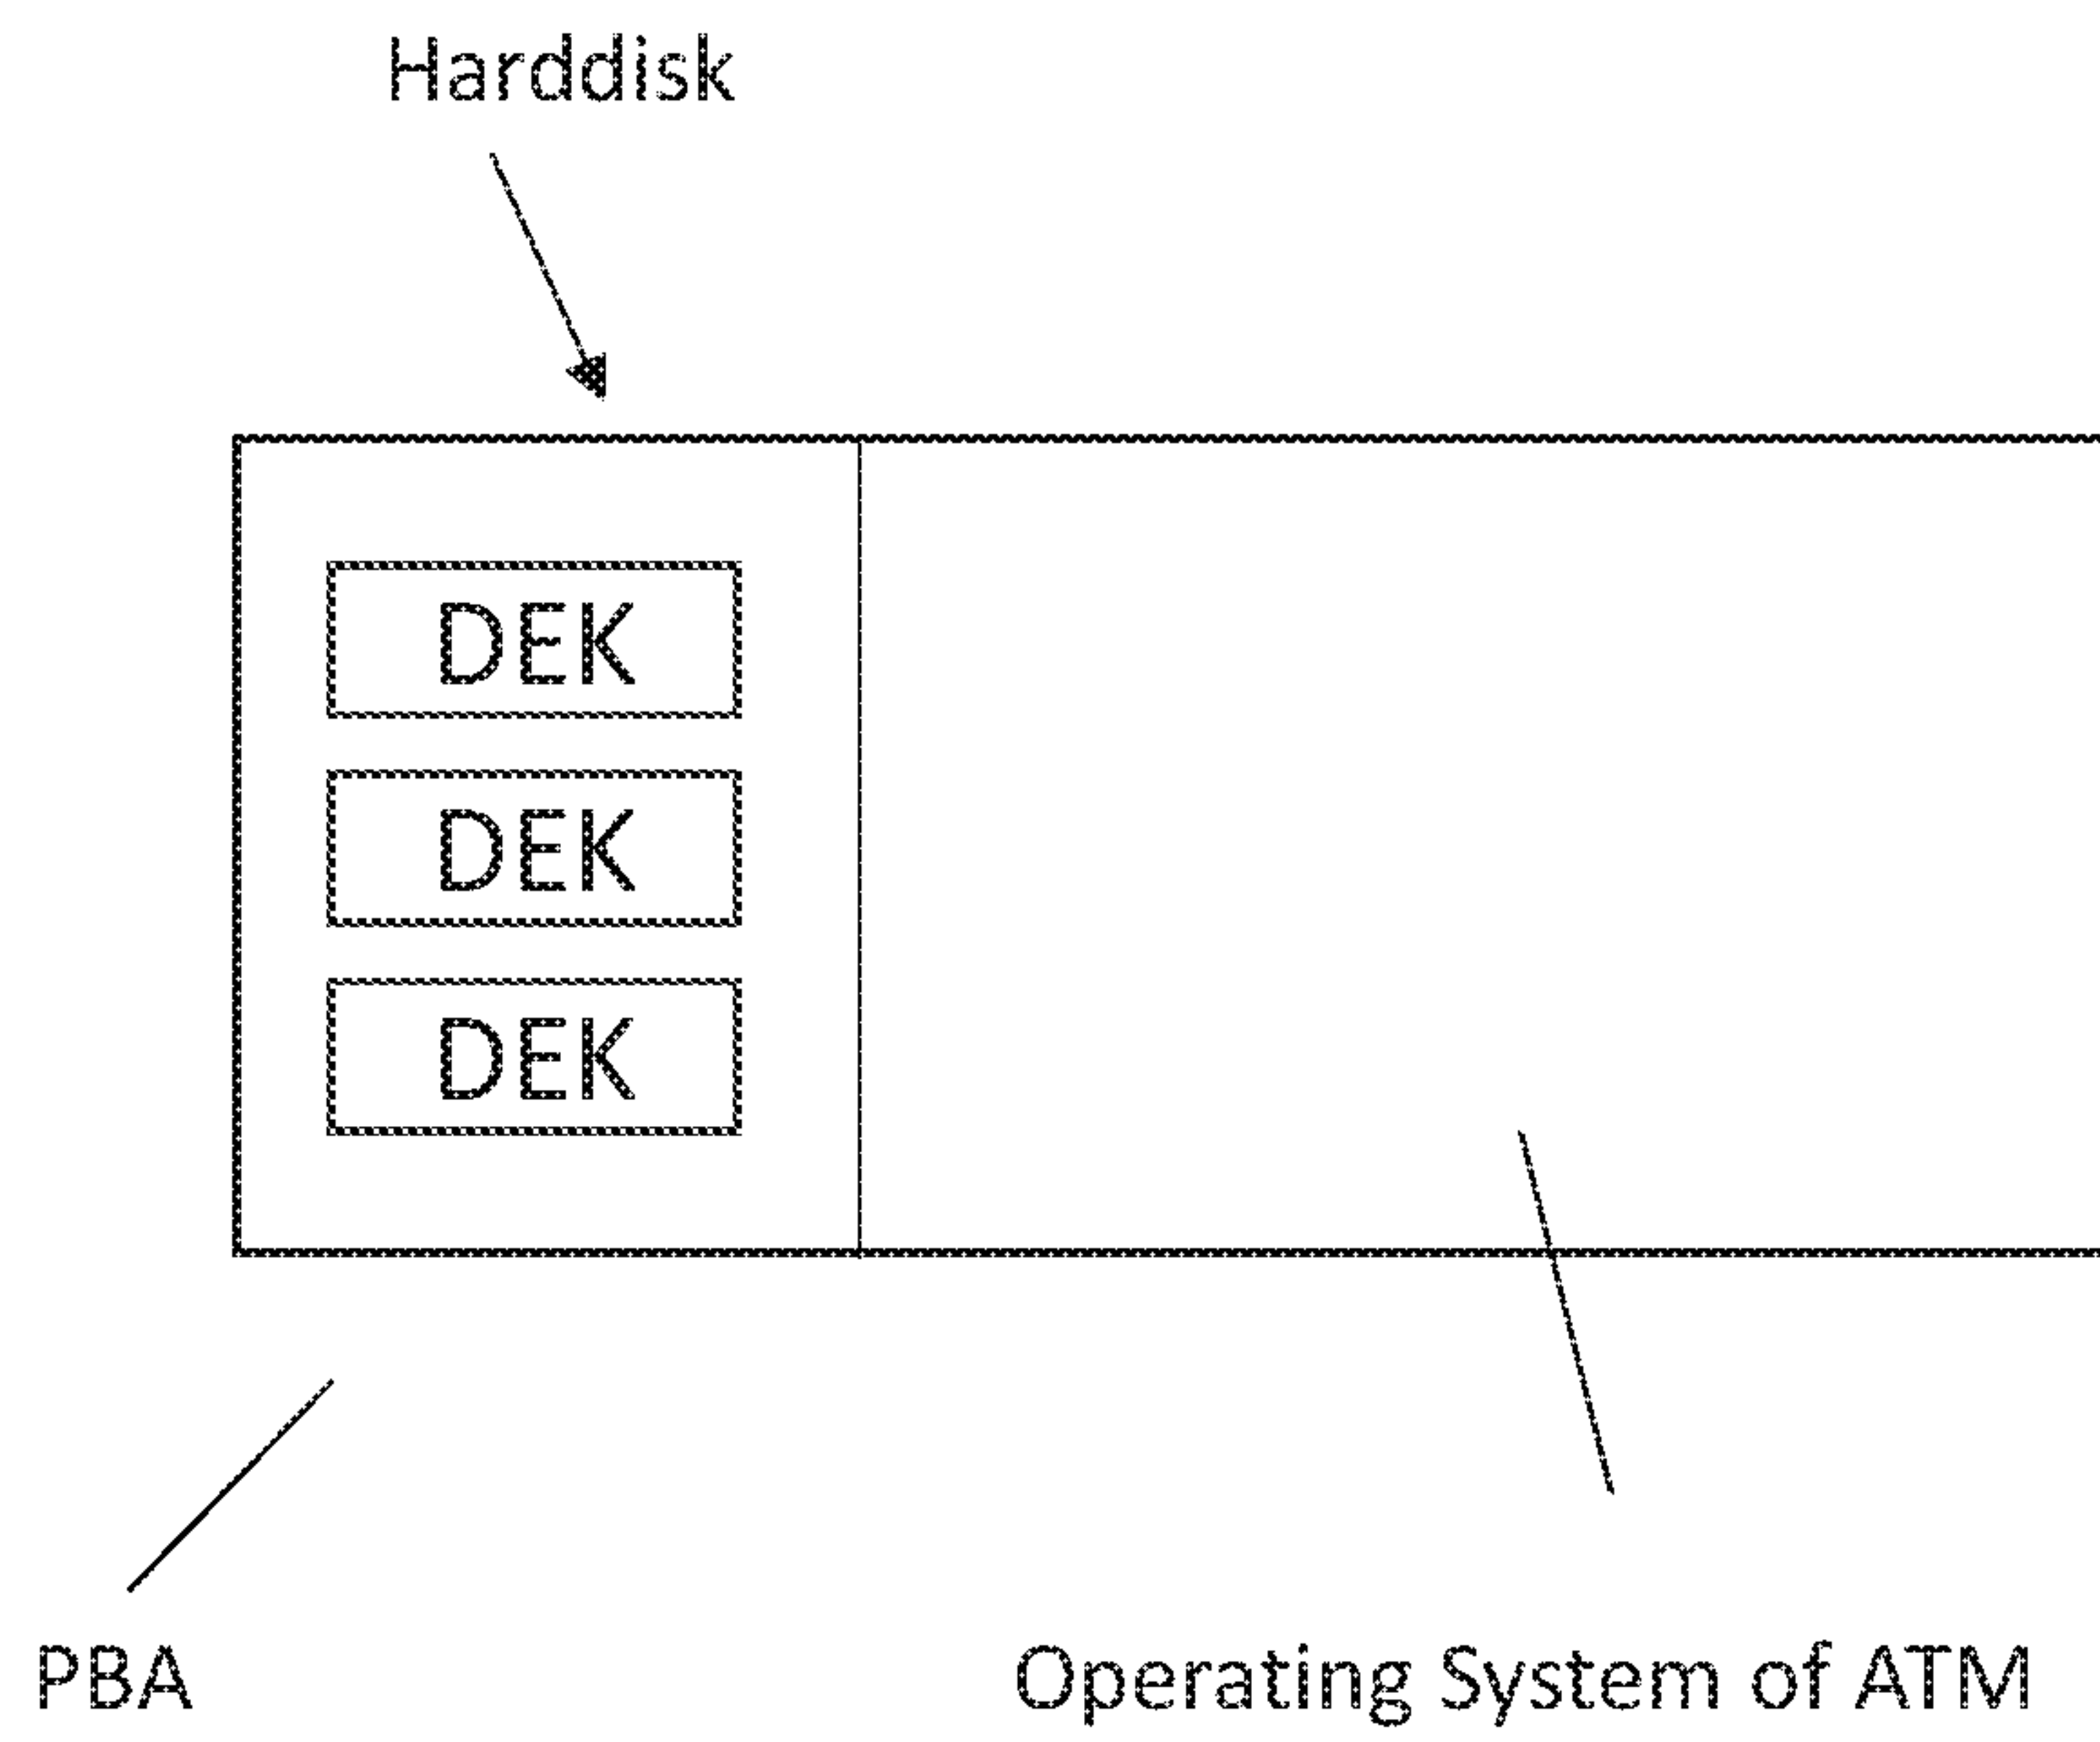 Harddisk
DEK
DEK
DEK
PBA
Operating System of ATM